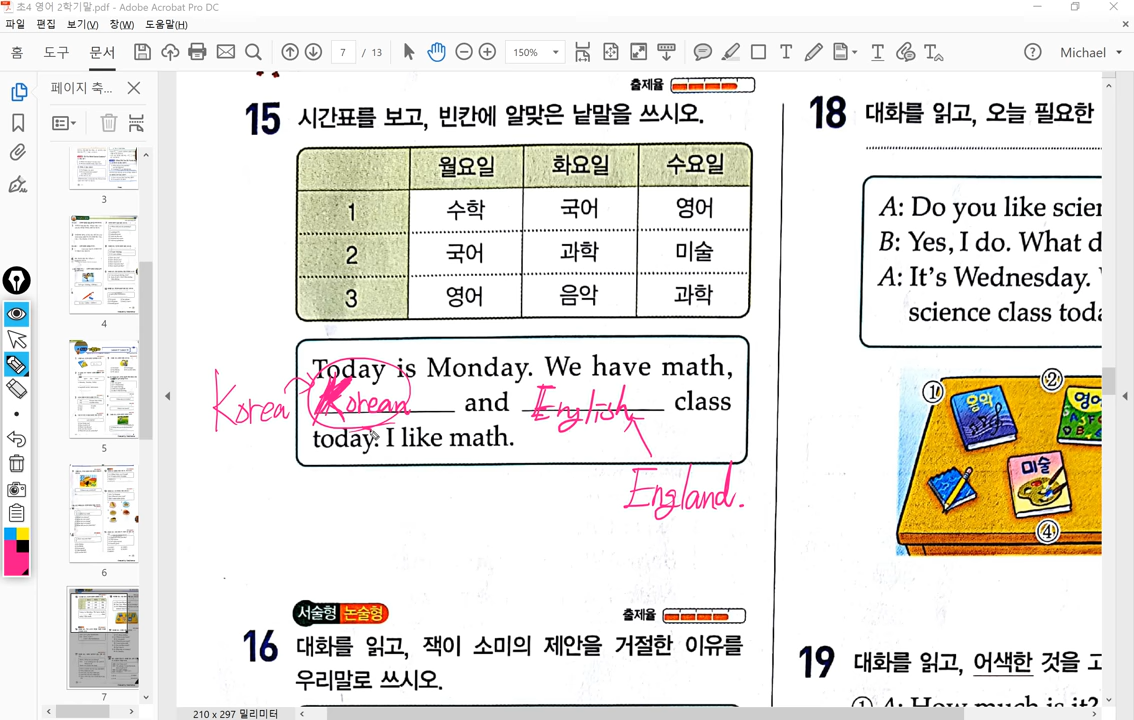 초4 영어 2학기말.pdf - Adobe Acrobat Pro DC
파일 편집 보기(V) 창(W) 도움말(H)
홈 도구 문서 7 / 13 150% Michael
페이지 축...
3
4
5
6
7
출제율
15 시간표를 보고, 빈칸에 알맞은 낱말을 쓰시오.
월요일 화요일 수요일
1 수학 국어 영어
2 국어 과학 미술
3 영어 음악 과학
Today is Monday. We have math,
Korea Korean and English class
today. I like math.
England.
서술형 논술형 출제율
16 대화를 읽고, 잭이 소미의 제안을 거절한 이유를
우리말로 쓰시오.
18 대화를 읽고, 오늘 필요한
A: Do you like scien
B: Yes, I do. What d
A: It's Wednesday.
science class toda
① ②
음악 영어
미술
④
19 대화를 읽고, 어색한 것을 고
① A: How much is it?
210 x 297 밀리미터